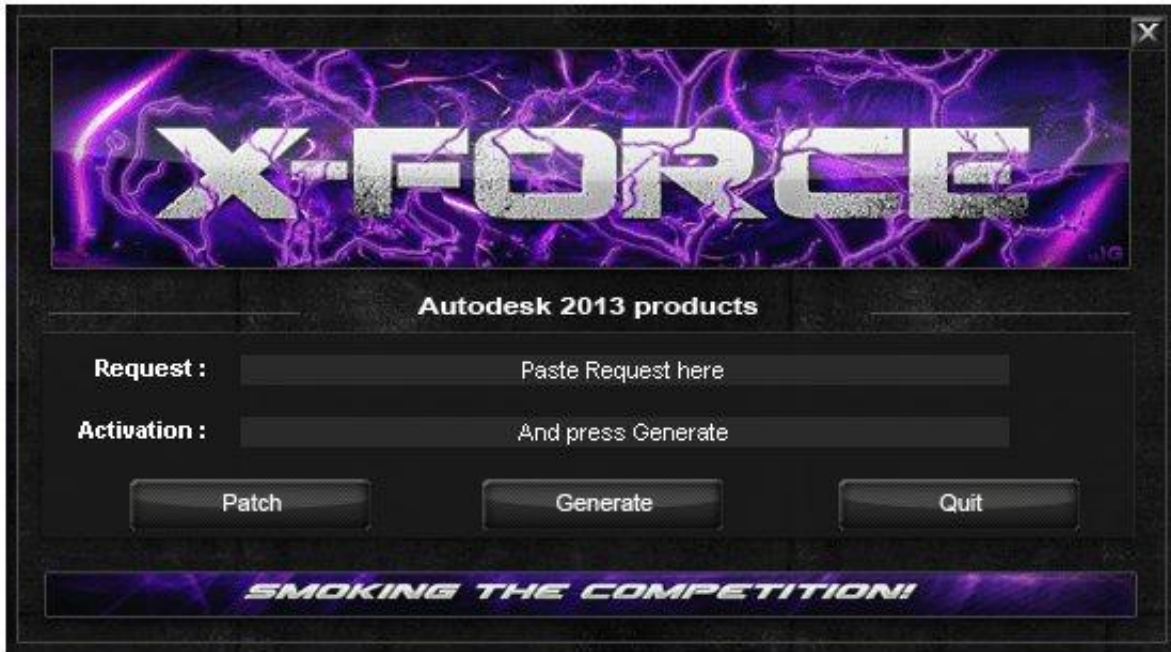 X
X-FORCE
Autodesk 2013 products
Request :
Paste Request here
Activation :
And press Generate
Patch
Generate
Quit
SMOKING THE COMPETITION!